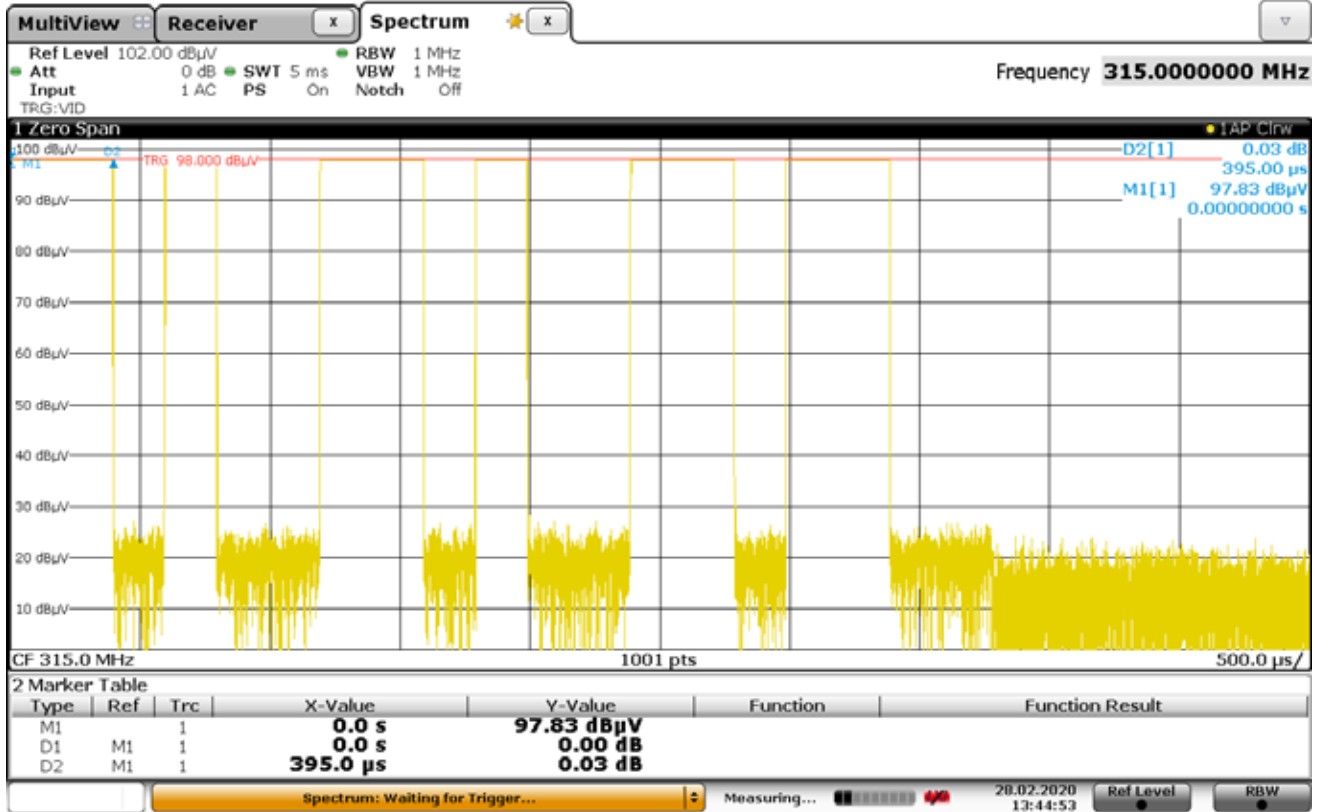 MultiView Receiver x Spectrum x
Ref Level 102.00 dBµV RBW 1 MHz
Att 0 dB SWT 5 ms VBW 1 MHz Frequency 315.0000000 MHz
Input 1 AC PS On Notch Off
TRG:VID
1 Zero Span 1AP Clrw
100 dBµV D2 D2[1] 0.03 dB
M1 TRG 98.000 dBµV 395.00 µs
M1[1] 97.83 dBµV
90 dBµV 0.00000000 s
80 dBµV
70 dBµV
60 dBµV
50 dBµV
40 dBµV
30 dBµV
20 dBµV
10 dBµV
CF 315.0 MHz 1001 pts 500.0 µs/
2 Marker Table
Type Ref Trc X-Value Y-Value Function Function Result
M1 1 0.0 s 97.83 dBµV
D1 M1 1 0.0 s 0.00 dB
D2 M1 1 395.0 µs 0.03 dB
Spectrum: Waiting for Trigger... Measuring... 28.02.2020 Ref Level RBW
13:44:53